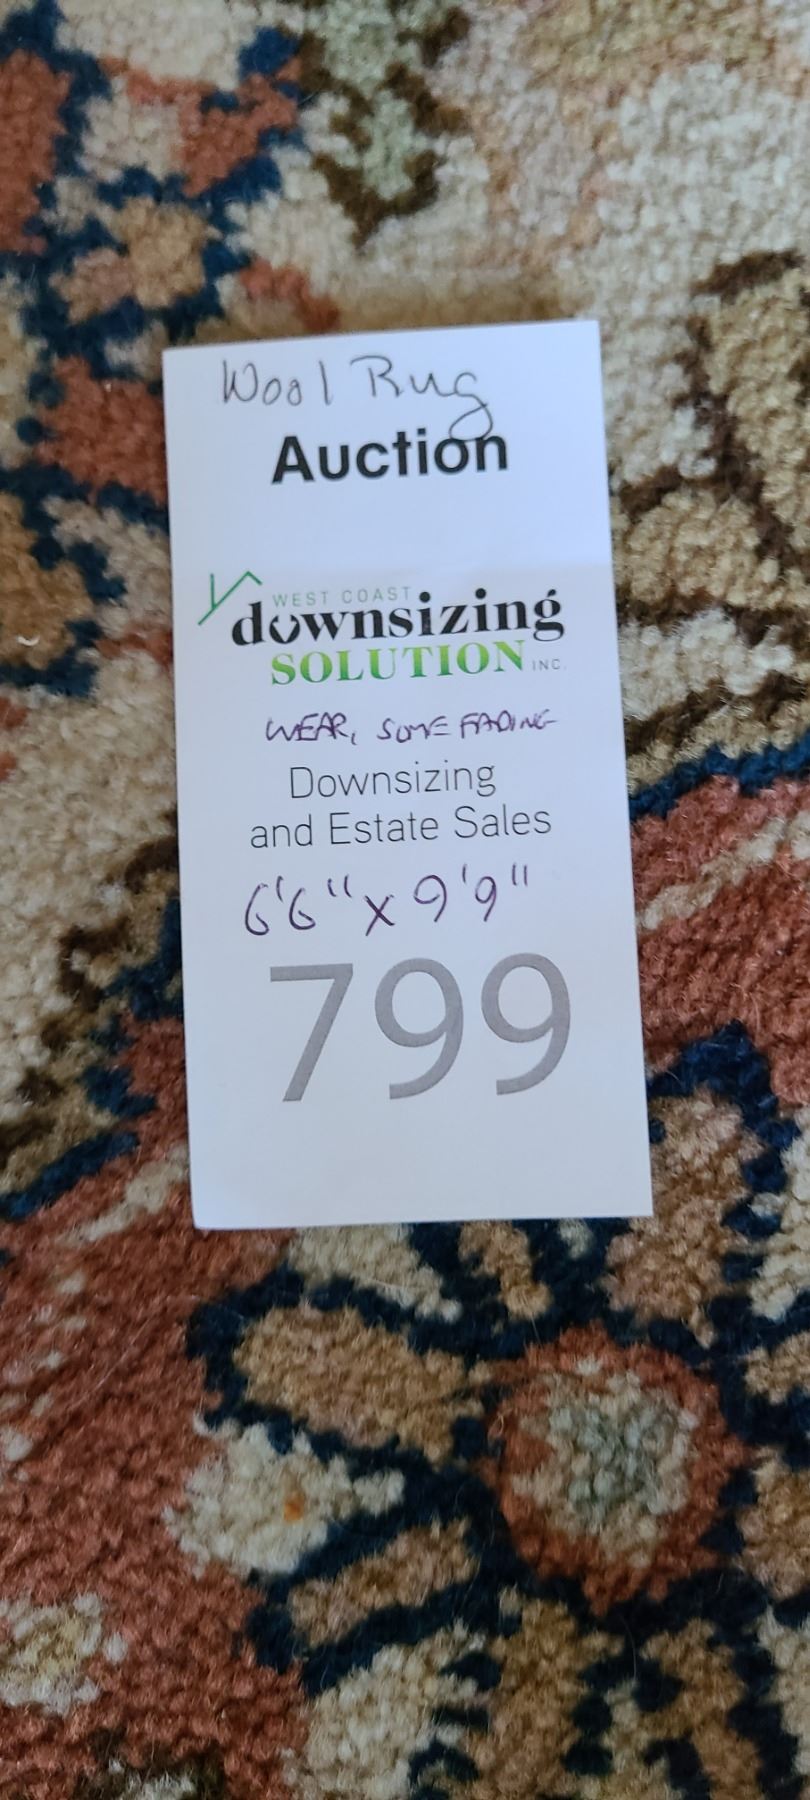 Wool Rug
Auction
WEST COAST
downsizing
SOLUTION INC.
WEAR, SOME FADING
Downsizing
and Estate Sales
6'6" x 9'9"
799